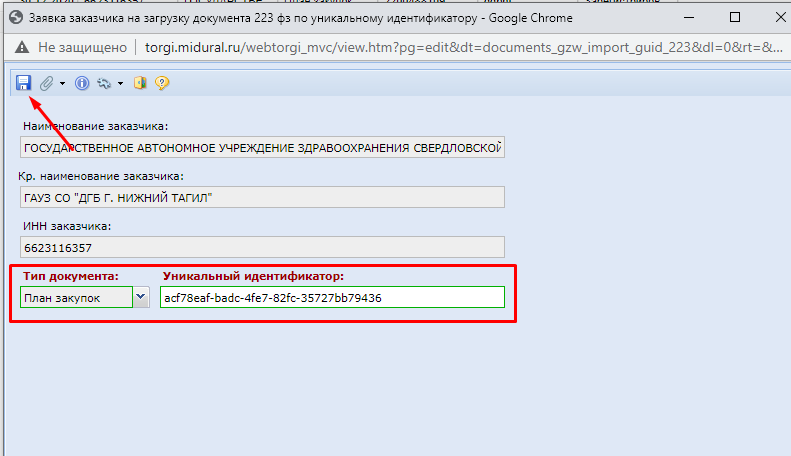 Заявка заказчика на загрузку документа 223 фз по уникальному идентификатору - Google Chrome
Не защищено torgi.midural.ru/webtorgi_mvc/view.htm?pg=edit&dt=documents_gzw_import_guid_223&dl=0&rt=&...
Наименование заказчика:
ГОСУДАРСТВЕННОЕ АВТОНОМНОЕ УЧРЕЖДЕНИЕ ЗДРАВООХРАНЕНИЯ СВЕРДЛОВСКОЙ
Кр. наименование заказчика:
ГАУЗ СО "ДГБ Г. НИЖНИЙ ТАГИЛ"
ИНН заказчика:
6623116357
Тип документа: Уникальный идентификатор:
План закупок acf78eaf-badc-4fe7-82fc-35727bb79436